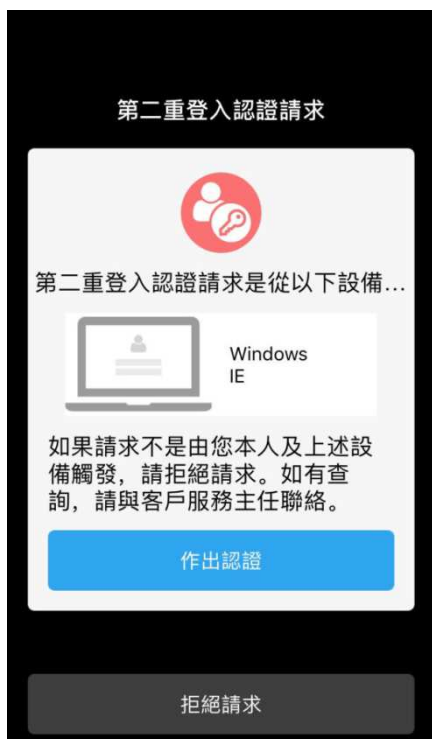 第二重登入認證請求
第二重登入認證請求是從以下設備...
Windows
IE
如果請求不是由您本人及上述設
備觸發，請拒絕請求。如有查
詢，請與客戶服務主任聯絡。
作出認證
拒絕請求